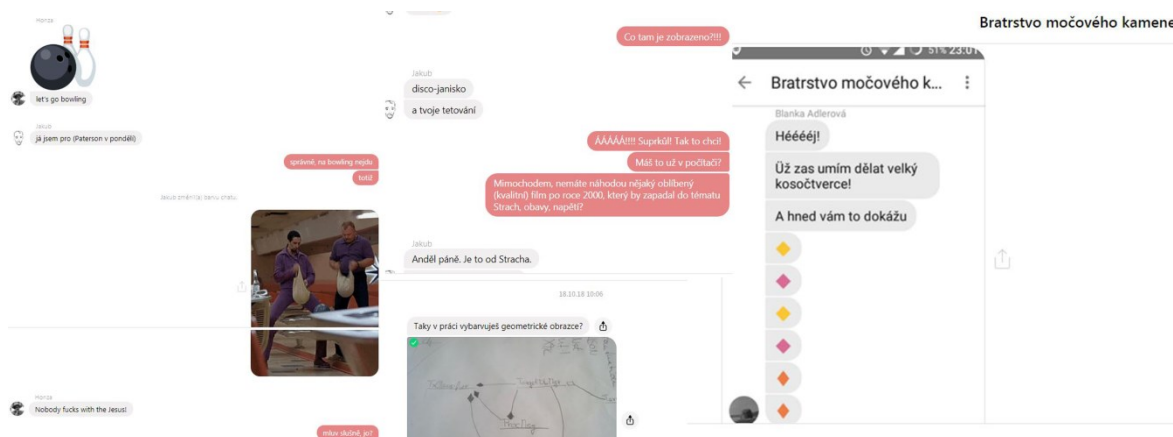 Honza
let's go bowling
Jakub
já jsem pro (Paterson v pondělí)
správně, na bowling nejdu
totiž
Jakub změnil(a) barvu chatu.
Honza
Nobody fucks with the Jesus!
mluv slušně, jo?
Co tam je zobrazeno?!!!
Jakub
disco-janisko
a tvoje tetování
ÁÁÁÁÁ!!!! Suprkůl! Tak to chci!
Máš to už v počítači?
Mimochodem, nemáte náhodou nějaký oblíbený
(kvalitní) film po roce 2000, který by zapadal do tématu
Strach, obavy, napětí?
Jakub
Anděl páně. Je to od Stracha.
18.10.18 10:06
Taky v práci vybarvuješ geometrické obrazce?
Bratrstvo močového kamene
51% 23:01
Bratrstvo močového k...
Blanka Adlerová
Hééééj!
Už zas umím dělat velký
kosočtverce!
A hned vám to dokážu